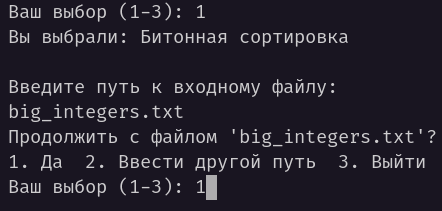 Ваш выбор (1-3): 1
Вы выбрали: Битонная сортировка
Введите путь к входному файлу:
big_integers.txt
Продолжить с файлом 'big_integers.txt'?
1. Да  2. Ввести другой путь  3. Выйти
Ваш выбор (1-3): 1